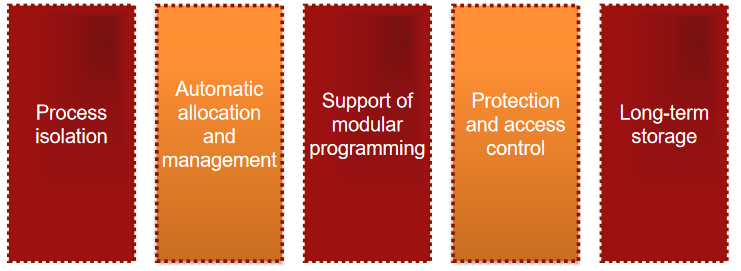 Process
isolation
Automatic
allocation
and
management
Support of
modular
programming
Protection
and access
control
Long-term
storage